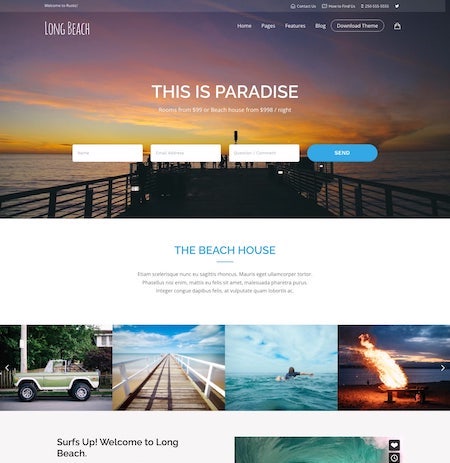 Welcome to Rustic!
Contact Us
How to Find Us
250-555-5555
LONG BEACH
Home
Pages
Features
Blog
Download Theme
THIS IS PARADISE
Rooms from $99 or Beach house from $998 / night
Name
Email Address
Question / Comment
SEND
THE BEACH HOUSE
Etiam scelerisque nunc eu sagittis rhoncus. Mauris eget ullamcorper tortor.
Phasellus nisi enim, mattis eu felis sit amet, malesuada pharetra purus.
Integer congue dapibus felis, at vulputate quam lobortis ac.
Surfs Up! Welcome to Long
Beach.